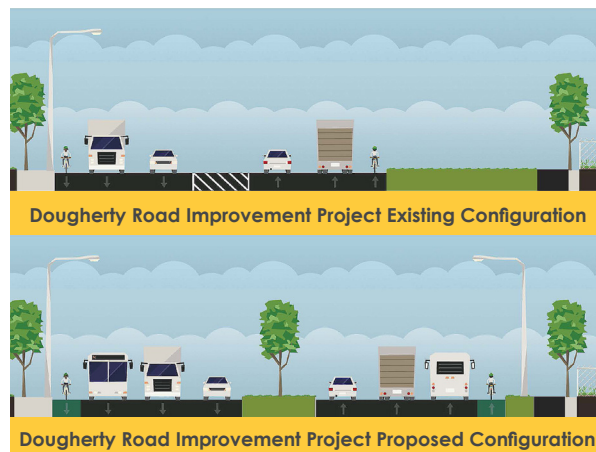 Dougherty Road Improvement Project Existing Configuration
Dougherty Road Improvement Project Proposed Configuration